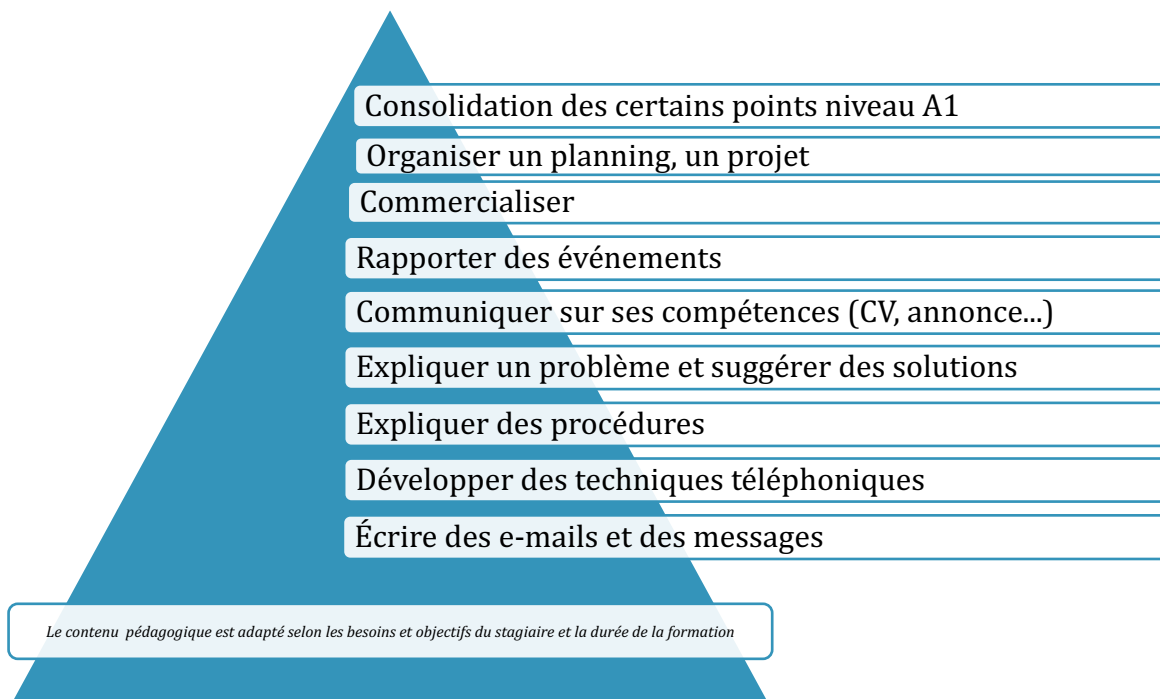 Consolidation des certains points niveau A1
Organiser un planning, un projet
Commercialiser
Rapporter des événements
Communiquer sur ses compétences (CV, annonce...)
Expliquer un problème et suggérer des solutions
Expliquer des procédures
Développer des techniques téléphoniques
Écrire des e-mails et des messages
Le contenu pédagogique est adapté selon les besoins et objectifs du stagiaire et la durée de la formation